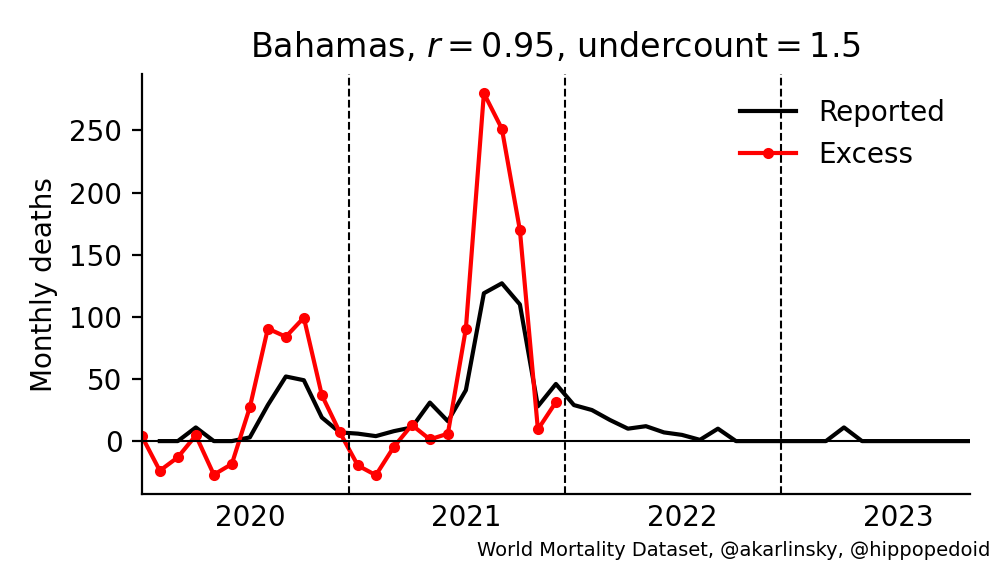 Bahamas, r = 0.95, undercount = 1.5
Reported
Excess
Monthly deaths
250
200
150
100
50
0
2020 2021 2022 2023
World Mortality Dataset, @akarlinsky, @hippopedoid